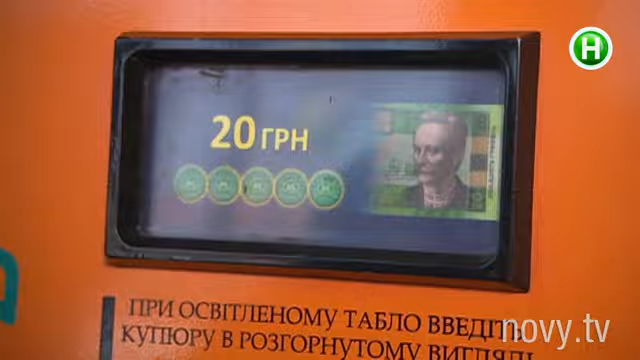 H
20 ГРН
ПРИ ОСВІТЛЕНОМУ ТАБЛО ВВЕДІТЬ
КУПЮРУ В РОЗГОРНУТОМУ ВИГЛЯДІ
novy.tv